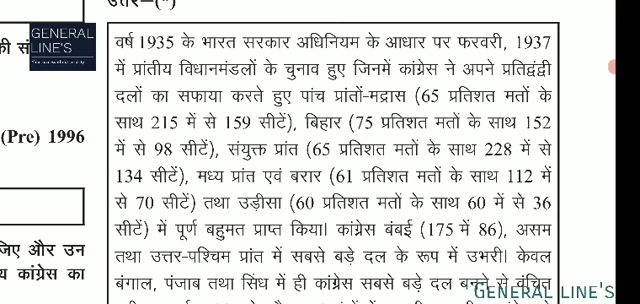 उत्तर—(*)
की सं
GENERAL
LINE'S
वर्ष 1935 के भारत सरकार अधिनियम के आधार पर फरवरी, 1937
में प्रांतीय विधानमंडलों के चुनाव हुए जिनमें कांग्रेस ने अपने प्रतिद्वंद्वी
दलों का सफाया करते हुए पांच प्रांतों-मद्रास (65 प्रतिशत मतों के
साथ 215 में से 159 सीटें), बिहार (75 प्रतिशत मतों के साथ 152
(Pre) 1996
में से 98 सीटें), संयुक्त प्रांत (65 प्रतिशत मतों के साथ 228 में से
134 सीटें), मध्य प्रांत एवं बरार (61 प्रतिशत मतों के साथ 112 में
से 70 सीटें) तथा उड़ीसा (60 प्रतिशत मतों के साथ 60 में से 36
सीटें) में पूर्ण बहुमत प्राप्त किया। कांग्रेस बंबई (175 में 86), असम
जिए और उन
तथा उत्तर-पश्चिम प्रांत में सबसे बड़े दल के रूप में उभरी। केवल
य कांग्रेस का
बंगाल, पंजाब तथा सिंध में ही कांग्रेस सबसे बड़े दल बनने से वंचित
GENERAL LINE'S